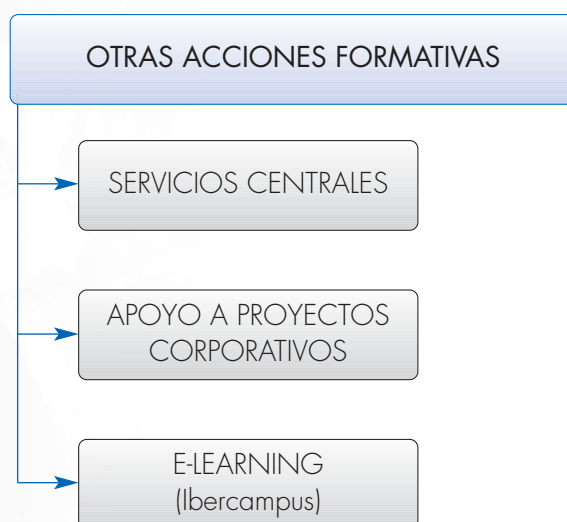 OTRAS ACCIONES FORMATIVAS
SERVICIOS CENTRALES
APOYO A PROYECTOS
CORPORATIVOS
E-LEARNING
(Ibercampus)